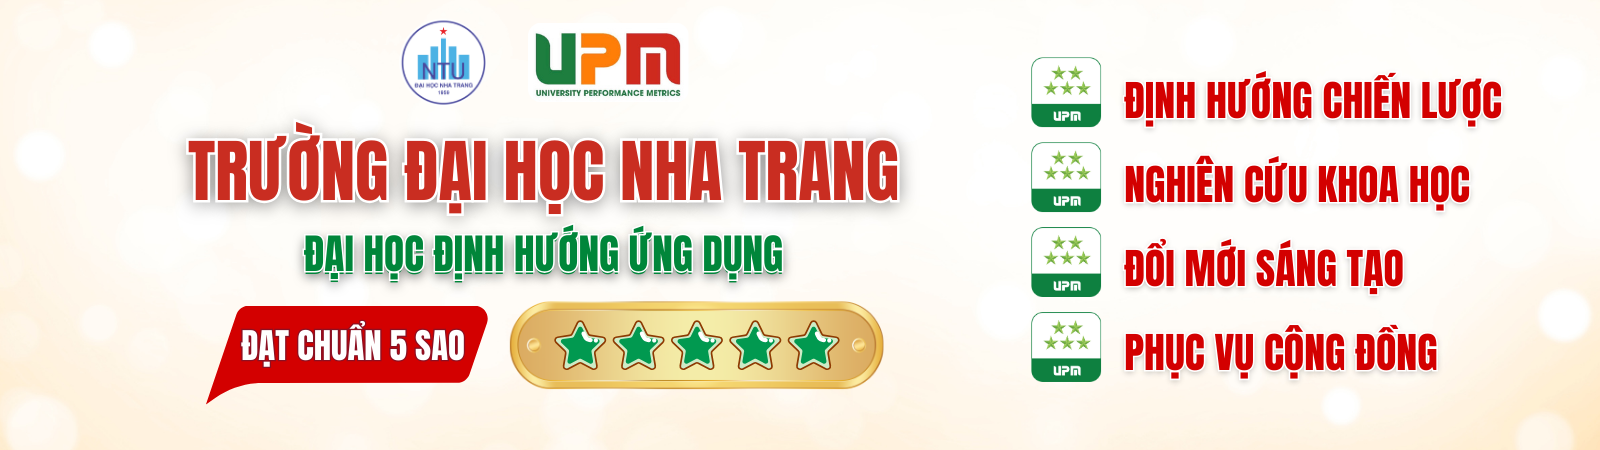 NTU
ĐẠI HỌC NHA TRANG
1959
UPM
UNIVERSITY PERFORMANCE METRICS
TRƯỜNG ĐẠI HỌC NHA TRANG
ĐẠI HỌC ĐỊNH HƯỚNG ỨNG DỤNG
ĐẠT CHUẨN 5 SAO
UPM
ĐỊNH HƯỚNG CHIẾN LƯỢC
UPM
NGHIÊN CỨU KHOA HỌC
UPM
ĐỔI MỚI SÁNG TẠO
UPM
PHỤC VỤ CỘNG ĐỒNG